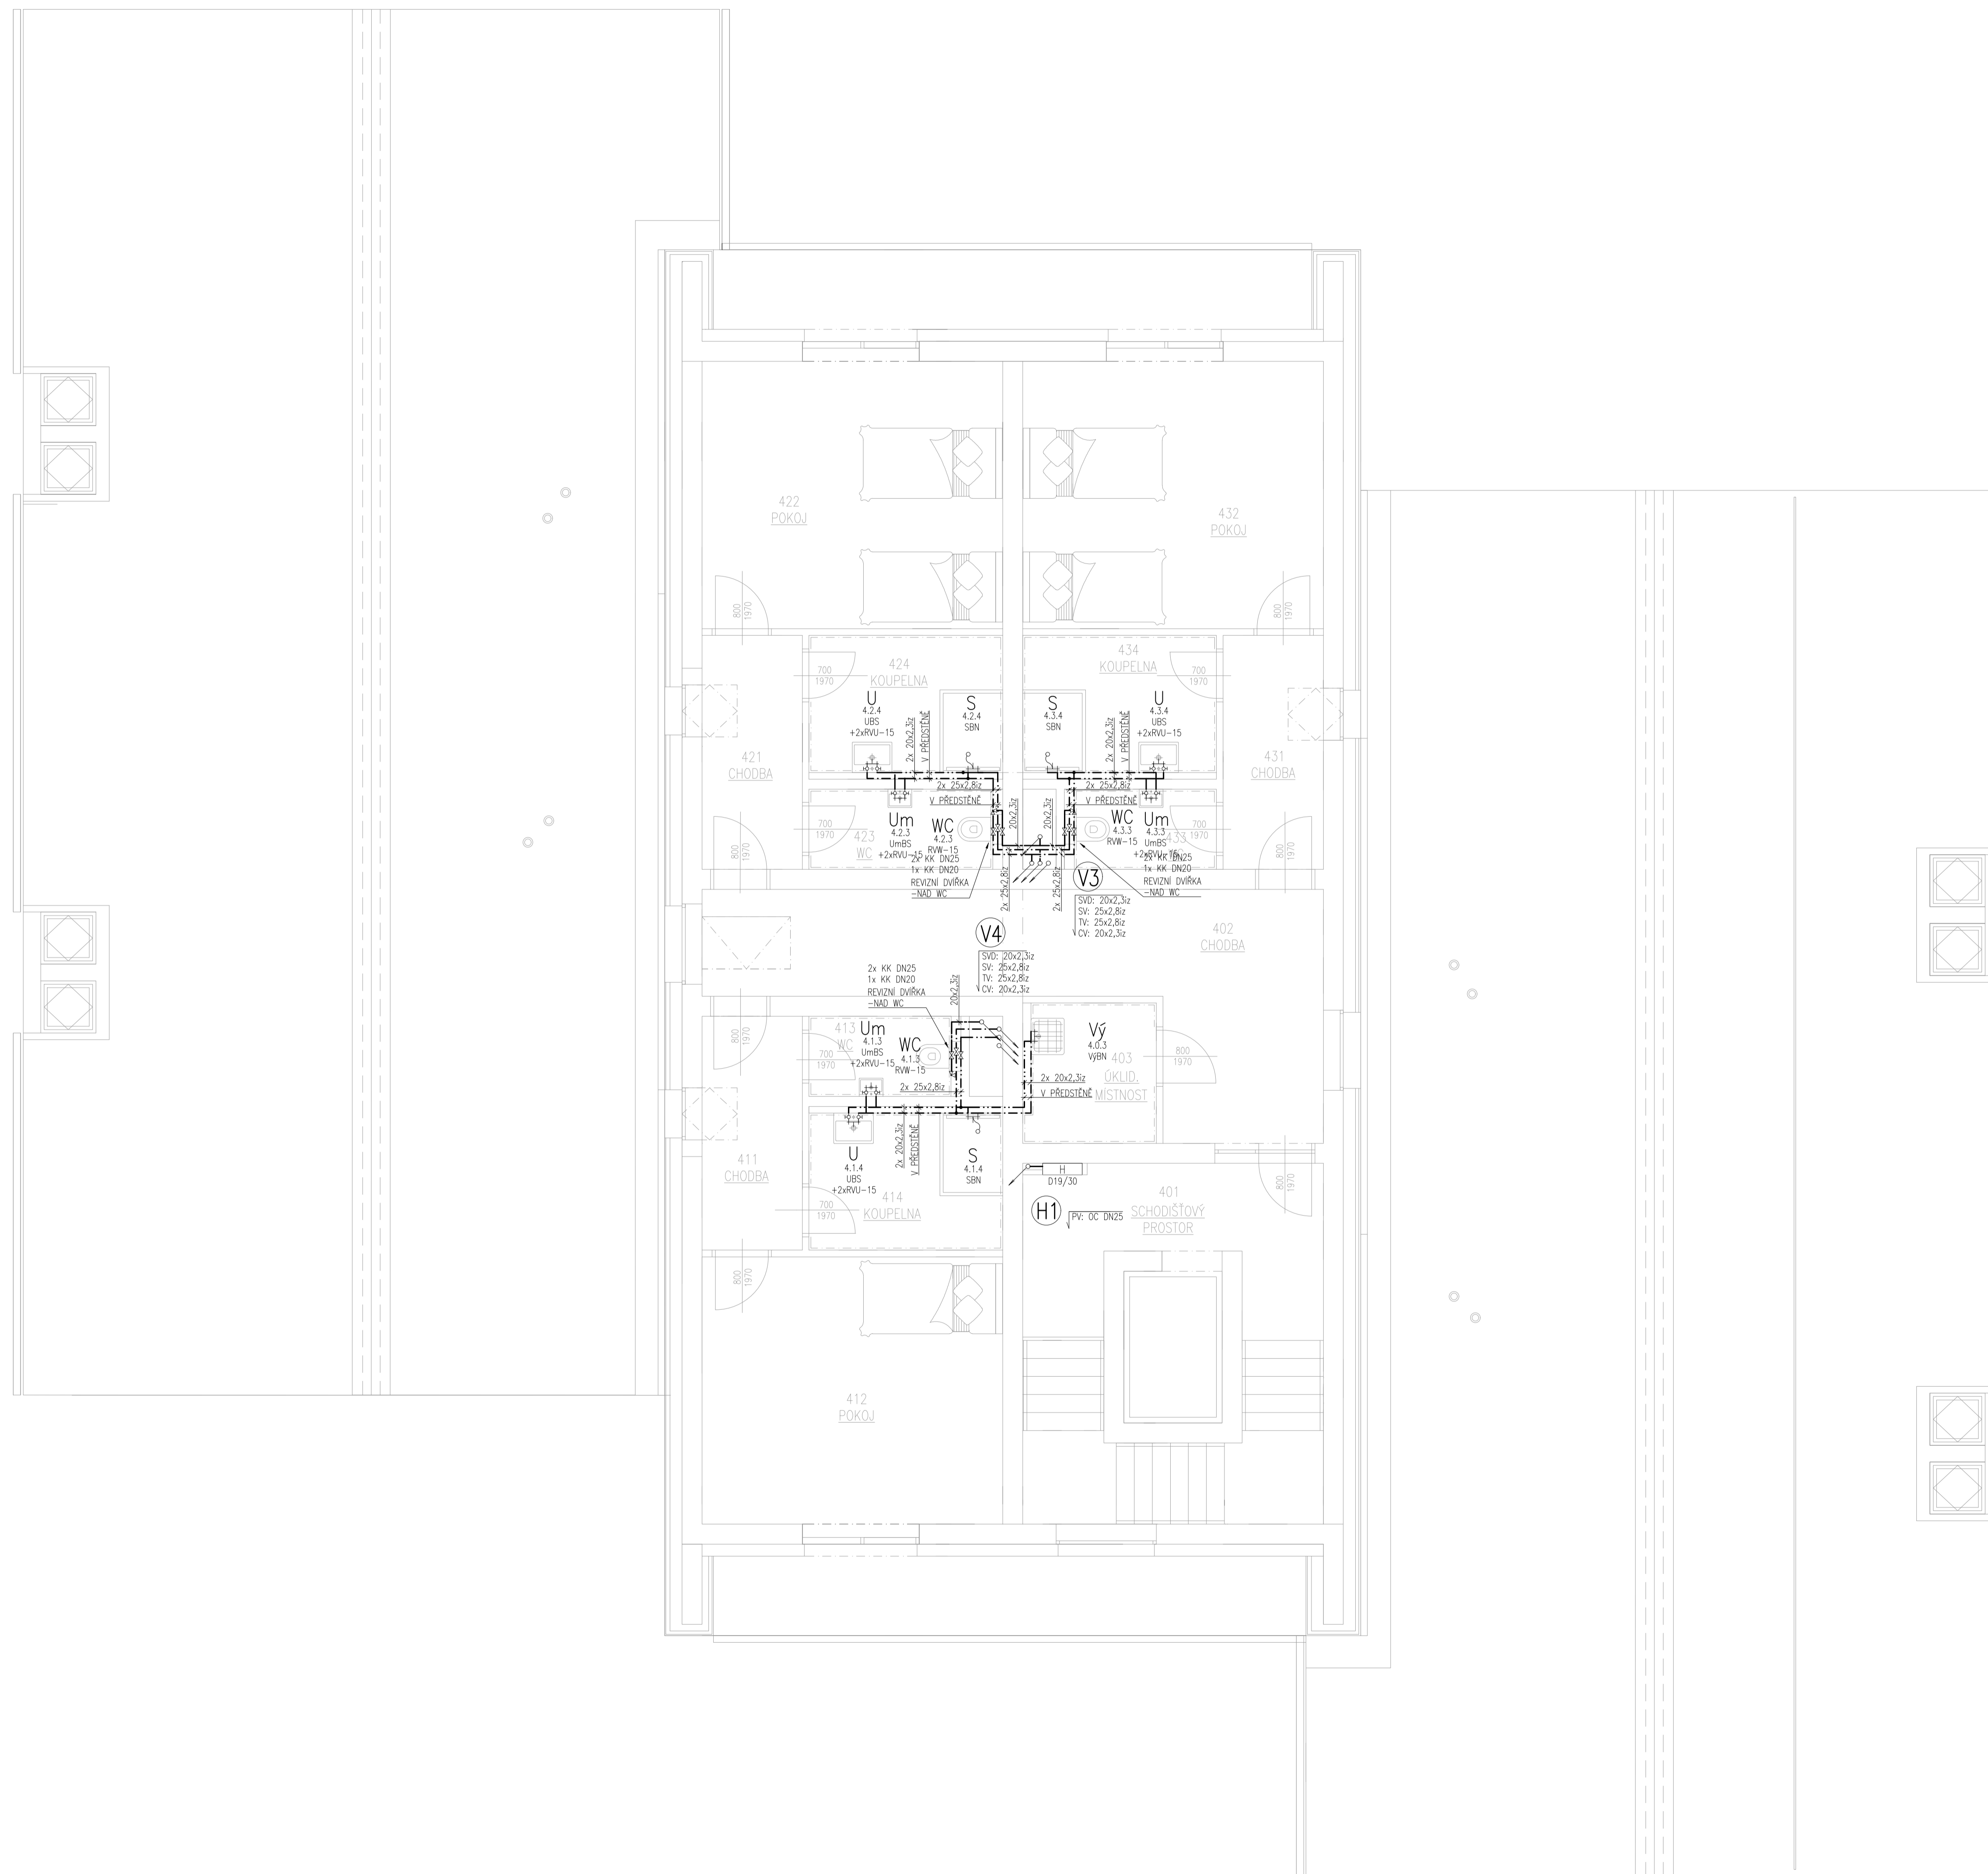 422
POKOJ
432
POKOJ
800
1970
800
1970
424
KOUPELNA
434
KOUPELNA
700
1970
700
1970
U
4.2.4
UBS
+2xRVU-15
2x 20x2,3iz
V PŘEDSTĚNĚ
S
4.2.4
SBN
S
4.3.4
SBN
2x 20x2,3iz
V PŘEDSTĚNĚ
U
4.3.4
UBS
+2xRVU-15
421
CHODBA
431
CHODBA
2x 25x2,8iz
V PŘEDSTĚNĚ
2x 25x2,8iz
V PŘEDSTĚNĚ
20x2,3iz
20x2,3iz
700
1970
423
WC
Um
4.2.3
UmBS
+2xRVU-15
WC
4.2.3
RVW-15
WC
4.3.3
RVW-15
Um
4.3.3
UmBS
+2xRVU-15
433
700
1970
800
1970
800
1970
2x KK DN25
1x KK DN20
REVIZNÍ DVÍŘKA
-NAD WC
2x 25x2,8iz
2x 25x2,8iz
2x KK DN25
1x KK DN20
REVIZNÍ DVÍŘKA
-NAD WC
V3
SVD: 20x2,3iz
SV: 25x2,8iz
TV: 25x2,8iz
CV: 20x2,3iz
V4
SVD: 20x2,3iz
SV: 25x2,8iz
TV: 25x2,8iz
CV: 20x2,3iz
402
CHODBA
2x KK DN25
1x KK DN20
REVIZNÍ DVÍŘKA
-NAD WC
20x2,3iz
800
1970
413
WC
Um
4.1.3
UmBS
+2xRVU-15
WC
4.1.3
RVW-15
700
1970
2x 25x2,8iz
Vý
4.0.3
VýBN
403
ÚKLID.
MÍSTNOST
800
1970
2x 20x2,3iz
V PŘEDSTĚNĚ
2x 20x2,3iz
V PŘEDSTĚNĚ
U
4.1.4
UBS
+2xRVU-15
S
4.1.4
SBN
411
CHODBA
414
KOUPELNA
700
1970
H
D19/30
H1
PV: OC DN25
401
SCHODIŠŤOVÝ
PROSTOR
800
1970
800
1970
412
POKOJ